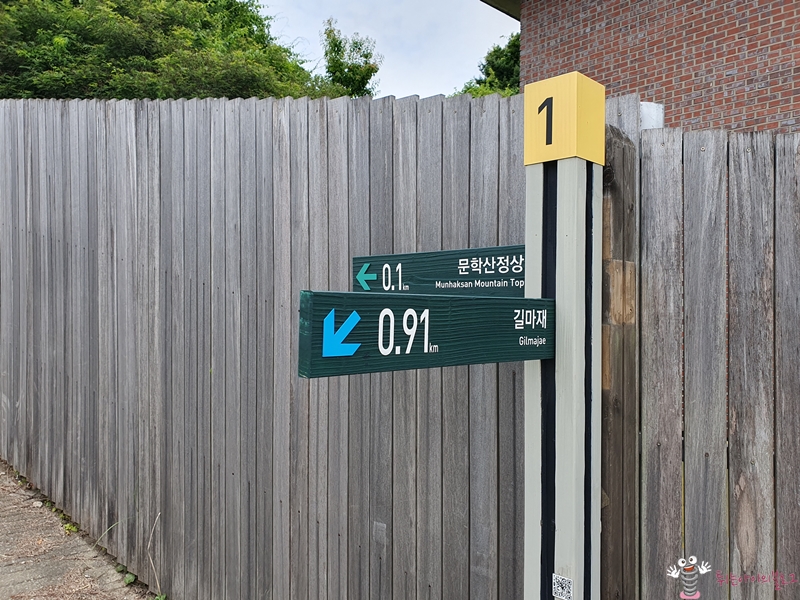 1
0.1km 문학산정상
Munhaksan Mountain Top
0.91km 길마재
Gilmajae